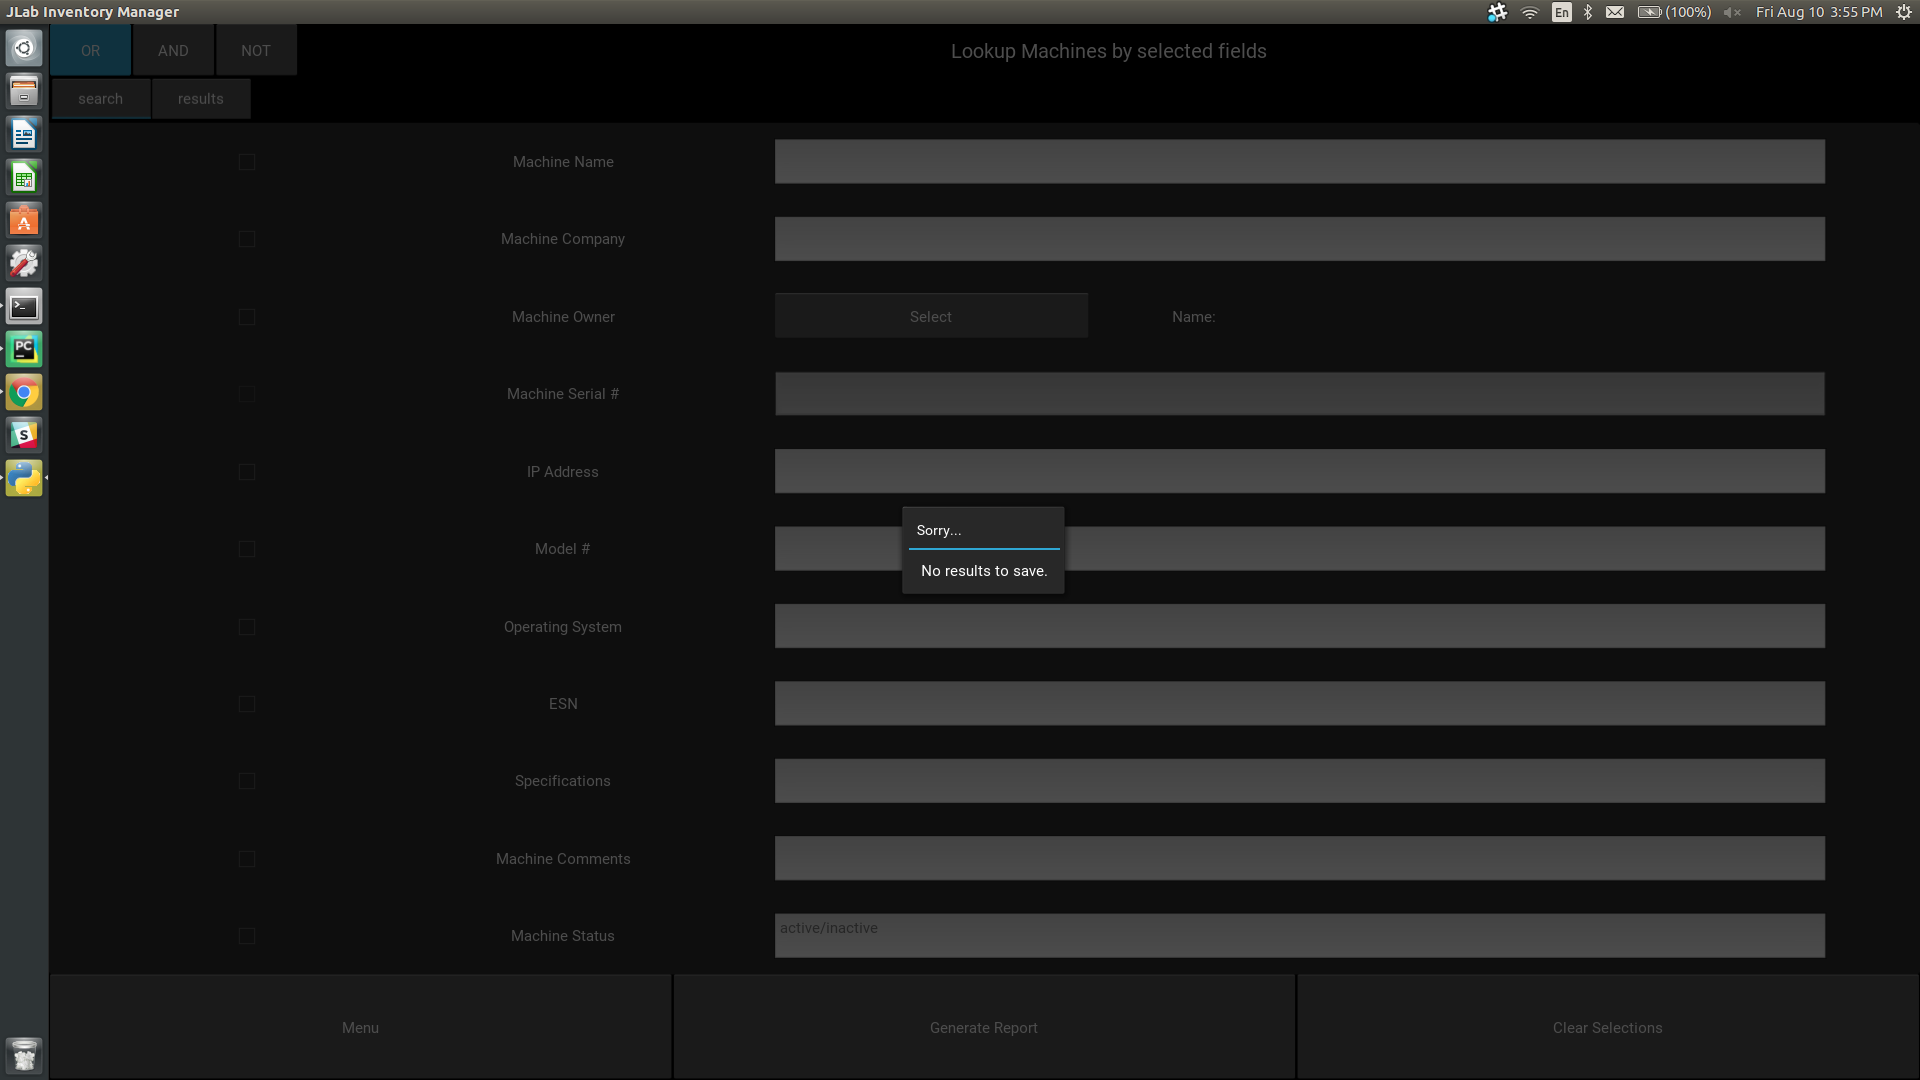 JLab Inventory Manager
En
(100%)
Fri Aug 10 3:55 PM
OR
AND
NOT
Lookup Machines by selected fields
search
results
Machine Name
Machine Company
Machine Owner
Select
Name:
Machine Serial #
IP Address
Model #
Sorry...
No results to save.
Operating System
ESN
Specifications
Machine Comments
Machine Status
active/inactive
Menu
Generate Report
Clear Selections
PC
S